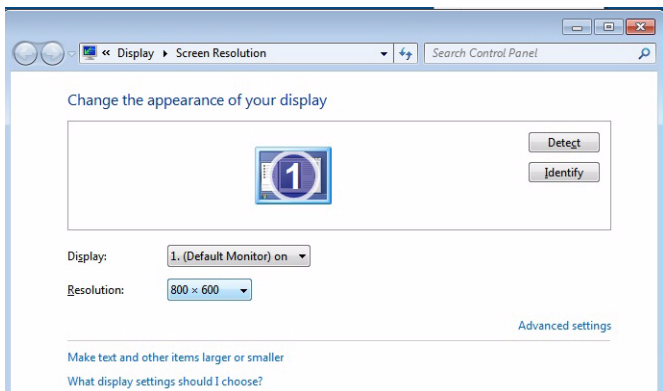 « Display ▸ Screen Resolution
Search Control Panel
Change the appearance of your display
1
Detect
Identify
Display:
1. (Default Monitor) on
Resolution:
800 × 600
Advanced settings
Make text and other items larger or smaller
What display settings should I choose?